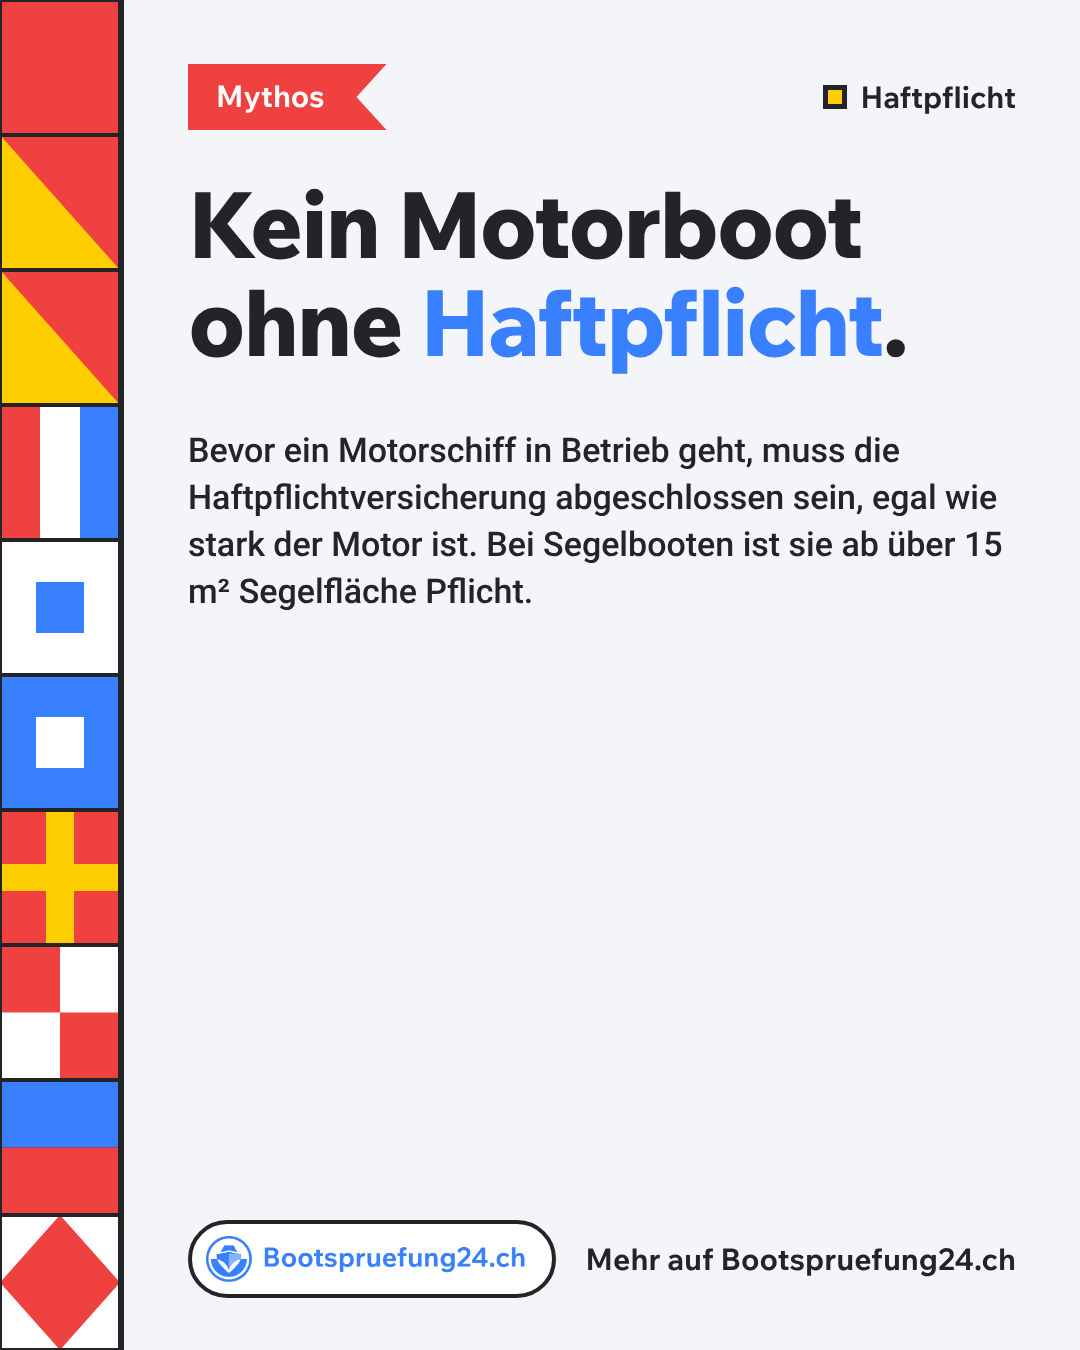 Mythos
Haftpflicht
Kein Motorboot
ohne Haftpflicht.
Bevor ein Motorschiff in Betrieb geht, muss die
Haftpflichtversicherung abgeschlossen sein, egal wie
stark der Motor ist. Bei Segelbooten ist sie ab über 15
m² Segelfläche Pflicht.
Bootspruefung24.ch
Mehr auf Bootspruefung24.ch